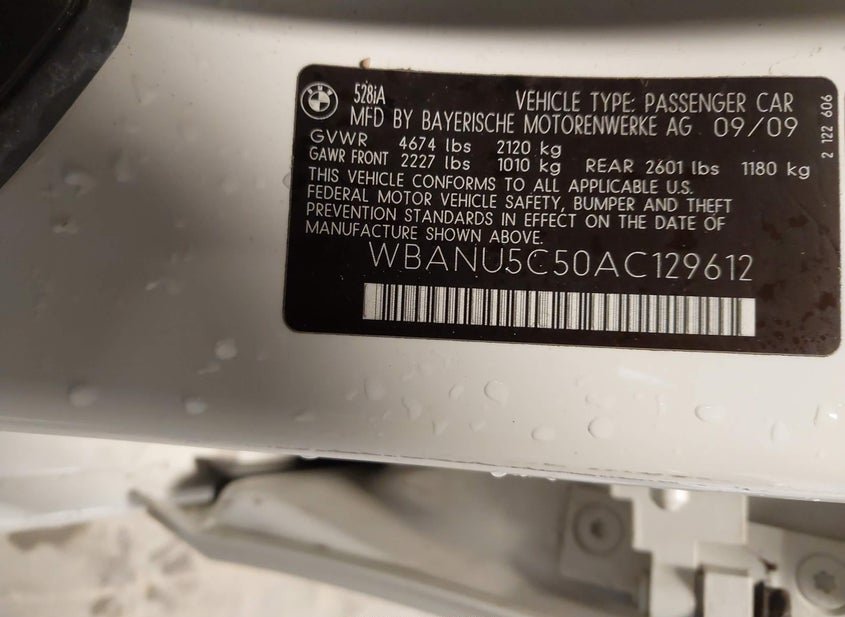 528iA VEHICLE TYPE: PASSENGER CAR
MFD BY BAYERISCHE MOTORENWERKE AG 09/09
GVWR 4674 lbs 2120 kg
GAWR FRONT 2227 lbs 1010 kg REAR 2601 lbs 1180 kg
THIS VEHICLE CONFORMS TO ALL APPLICABLE U.S.
FEDERAL MOTOR VEHICLE SAFETY, BUMPER AND THEFT
PREVENTION STANDARDS IN EFFECT ON THE DATE OF
MANUFACTURE SHOWN ABOVE.
WBANU5C50AC129612
2 122 606
BMW